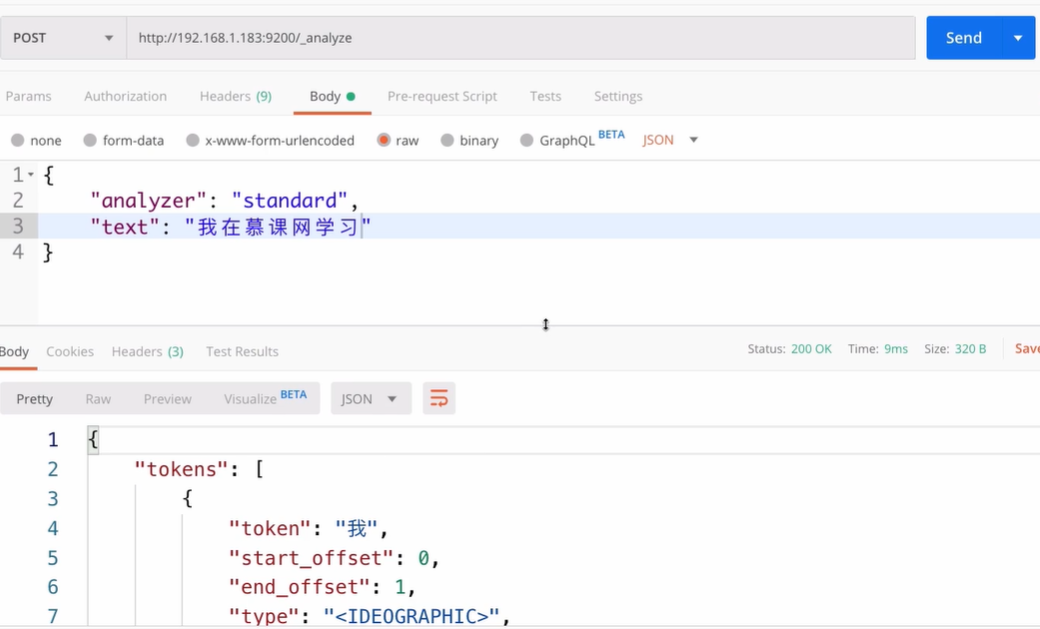 POST http://192.168.1.183:9200/_analyze Send
Params Authorization Headers (9) Body Pre-request Script Tests Settings
none form-data x-www-form-urlencoded raw binary GraphQL BETA JSON
1 {
2 "analyzer": "standard",
3 "text": "我在慕课网学习"
4 }
Body Cookies Headers (3) Test Results Status: 200 OK Time: 9ms Size: 320 B Save
Pretty Raw Preview Visualize BETA JSON
1 {
2 "tokens": [
3 {
4 "token": "我",
5 "start_offset": 0,
6 "end_offset": 1,
7 "type": "<IDEOGRAPHIC>",